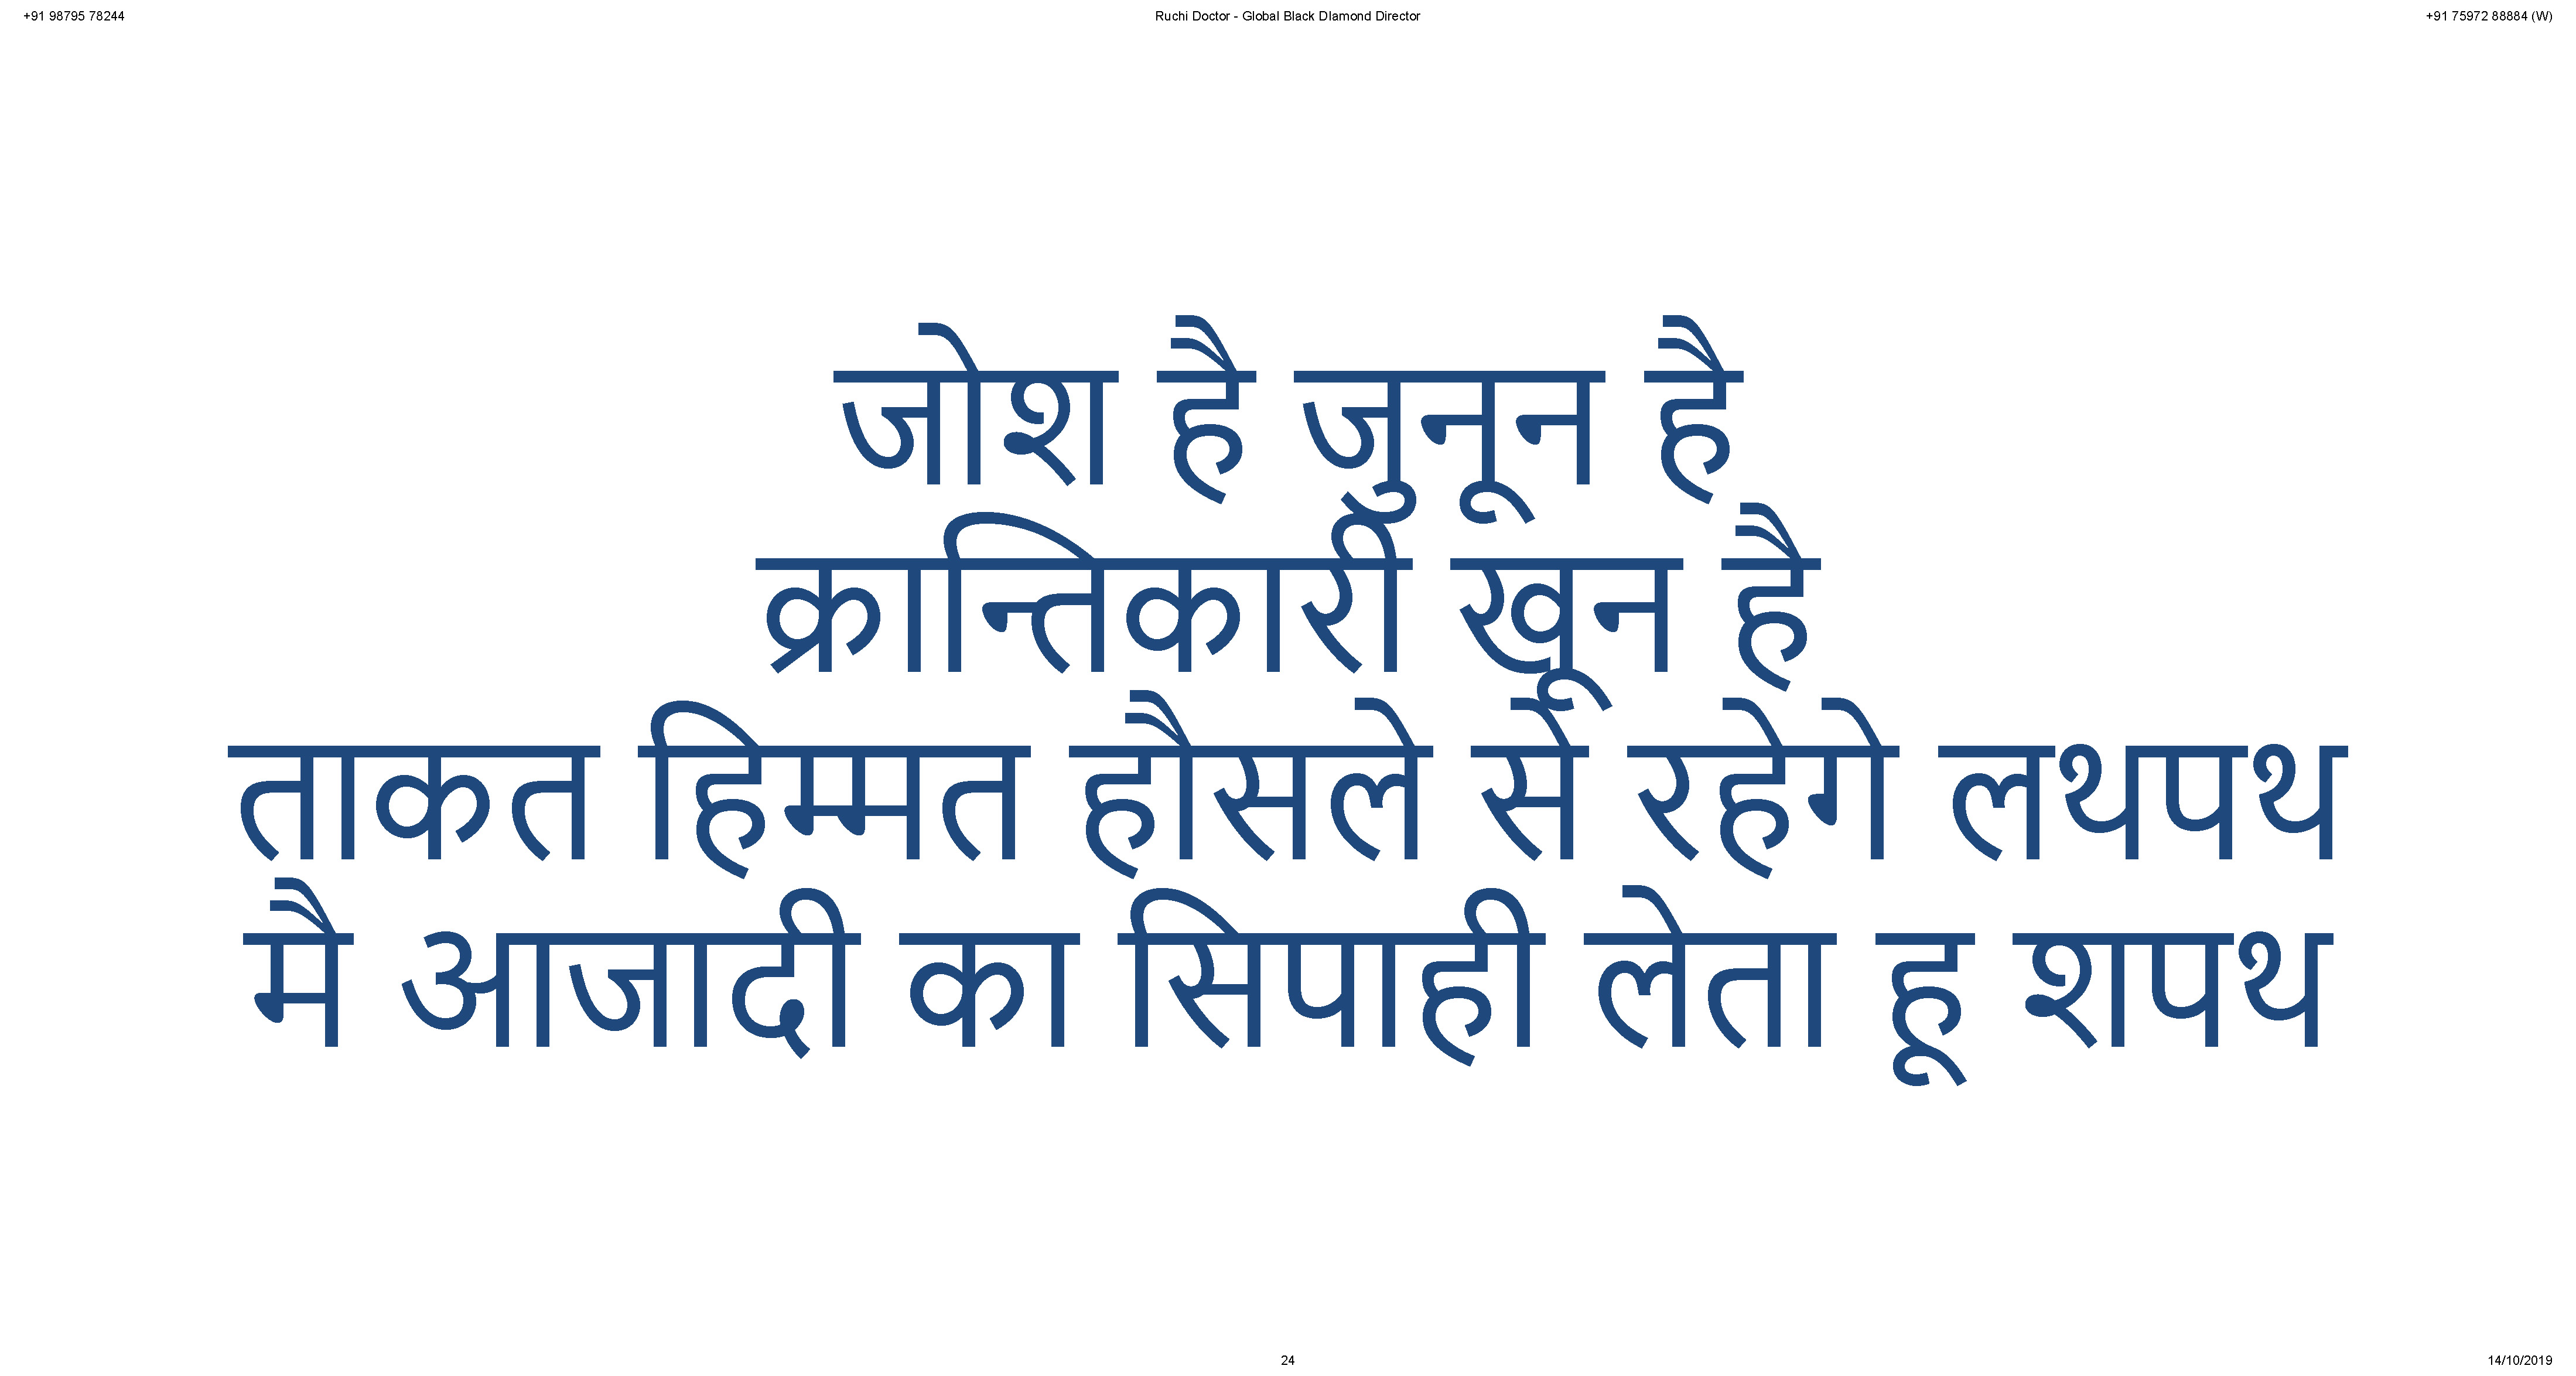 +91 98795 78244 Ruchi Doctor - Global Black DIamond Director +91 75972 88884 (W)
जोश है जुनून है
क्रान्तिकारी खून है
ताकत हिम्मत हौसले से रहेगे लथपथ
मै आजादी का सिपाही लेता हू शपथ
24 14/10/2019